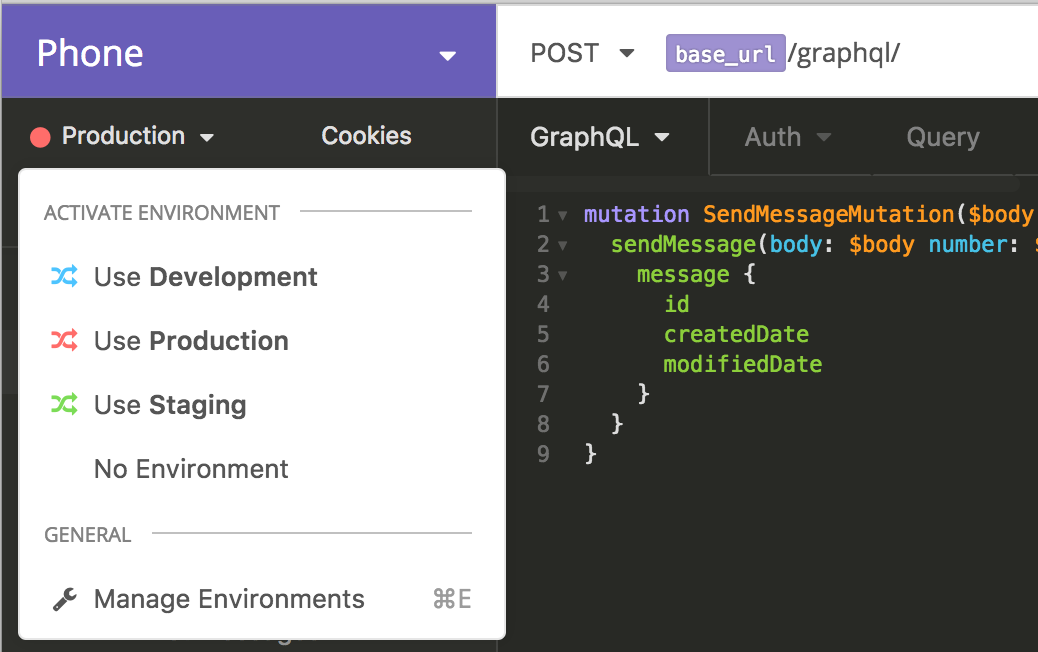 Phone
POST base_url/graphql/
Production Cookies
GraphQL Auth Query
ACTIVATE ENVIRONMENT
Use Development
Use Production
Use Staging
No Environment
GENERAL
Manage Environments ⌘E
1 mutation SendMessageMutation($body
2 sendMessage(body: $body number: $
3 message {
4 id
5 createdDate
6 modifiedDate
7 }
8 }
9 }